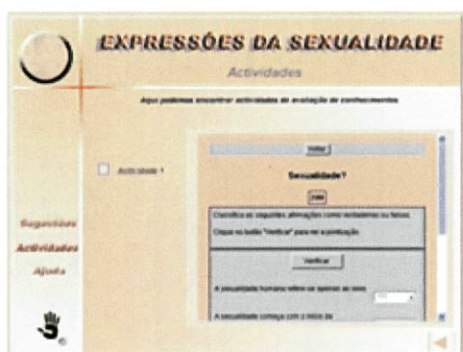 EXPRESSÕES DA SEXUALIDADE
Actividades
Aqui podemos encontrar actividades de avaliação de conhecimentos
Voltar
Actividade 1
Sexualidade?
Classifica as seguintes afirmações como verdadeiras ou falsas.
Clique no botão "Verificar" para ver a pontuação.
Sugestões
Actividades
Ajuda
Verificar
A sexualidade humana refere-se apenas ao sexo
A sexualidade começa com o início da